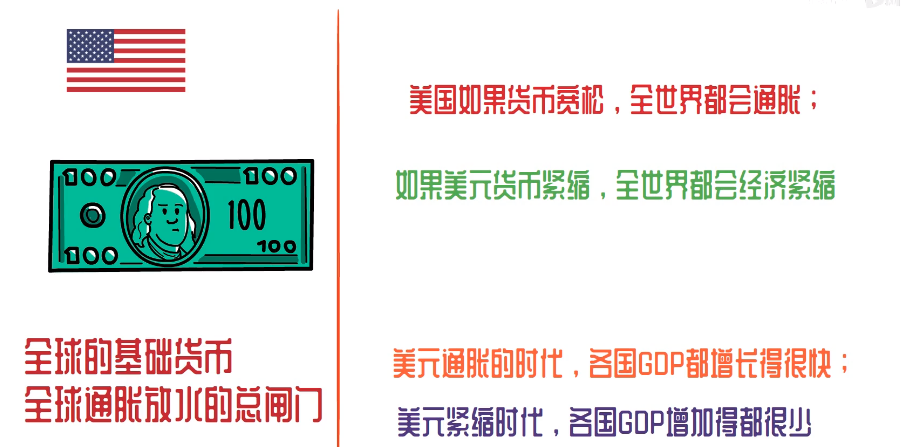 100
100
100
100
100
全球的基础货币
全球通胀放水的总闸门
美国如果货币宽松，全世界都会通胀；
如果美元货币紧缩，全世界都会经济紧缩
美元通胀的时代，各国GDP都增长得很快；
美元紧缩时代，各国GDP增加得都很少